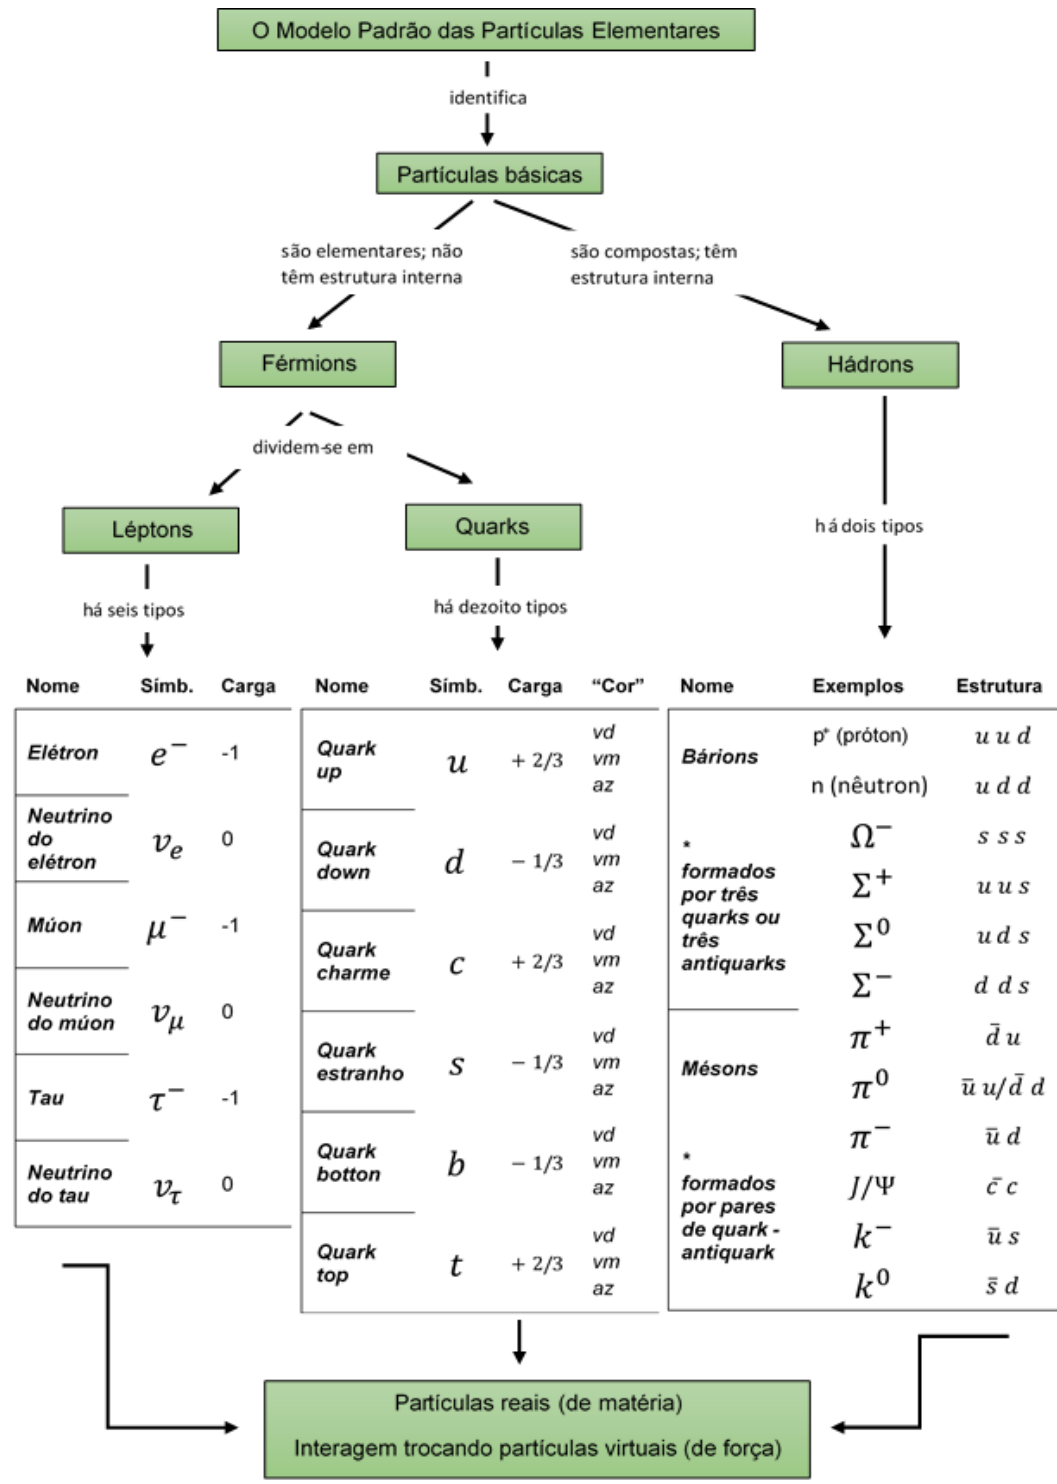 O Modelo Padrão das Partículas Elementares
identifica
Partículas básicas
são elementares; não
têm estrutura interna
são compostas; têm
estrutura interna
Férmions
Hádrons
dividem-se em
Léptons
Quarks
há dois tipos
há seis tipos
há dezoito tipos
Nome Símb. Carga
Elétron e⁻ -1
Neutrino
do
elétron
νₑ 0
Múon μ⁻ -1
Neutrino
do múon
ν_μ 0
Tau τ⁻ -1
Neutrino
do tau
ν_τ 0
Nome Símb. Carga “Cor”
Quark
up
u + 2/3
vd
vm
az
Quark
down
d − 1/3
vd
vm
az
Quark
charme
c + 2/3
vd
vm
az
Quark
estranho
s − 1/3
vd
vm
az
Quark
botton
b − 1/3
vd
vm
az
Quark
top
t + 2/3
vd
vm
az
Nome Exemplos Estrutura
Bárions
*
formados
por três
quarks ou
três
antiquarks
p⁺ (próton) u u d
n (nêutron) u d d
Ω⁻ s s s
Σ⁺ u u s
Σ⁰ u d s
Σ⁻ d d s
Mésons
*
formados
por pares
de quark -
antiquark
π⁺ d̄ u
π⁰ ū u/d̄ d
π⁻ ū d
J/Ψ c̄ c
k⁻ ū s
k⁰ s̄ d
Partículas reais (de matéria)
Interagem trocando partículas virtuais (de força)